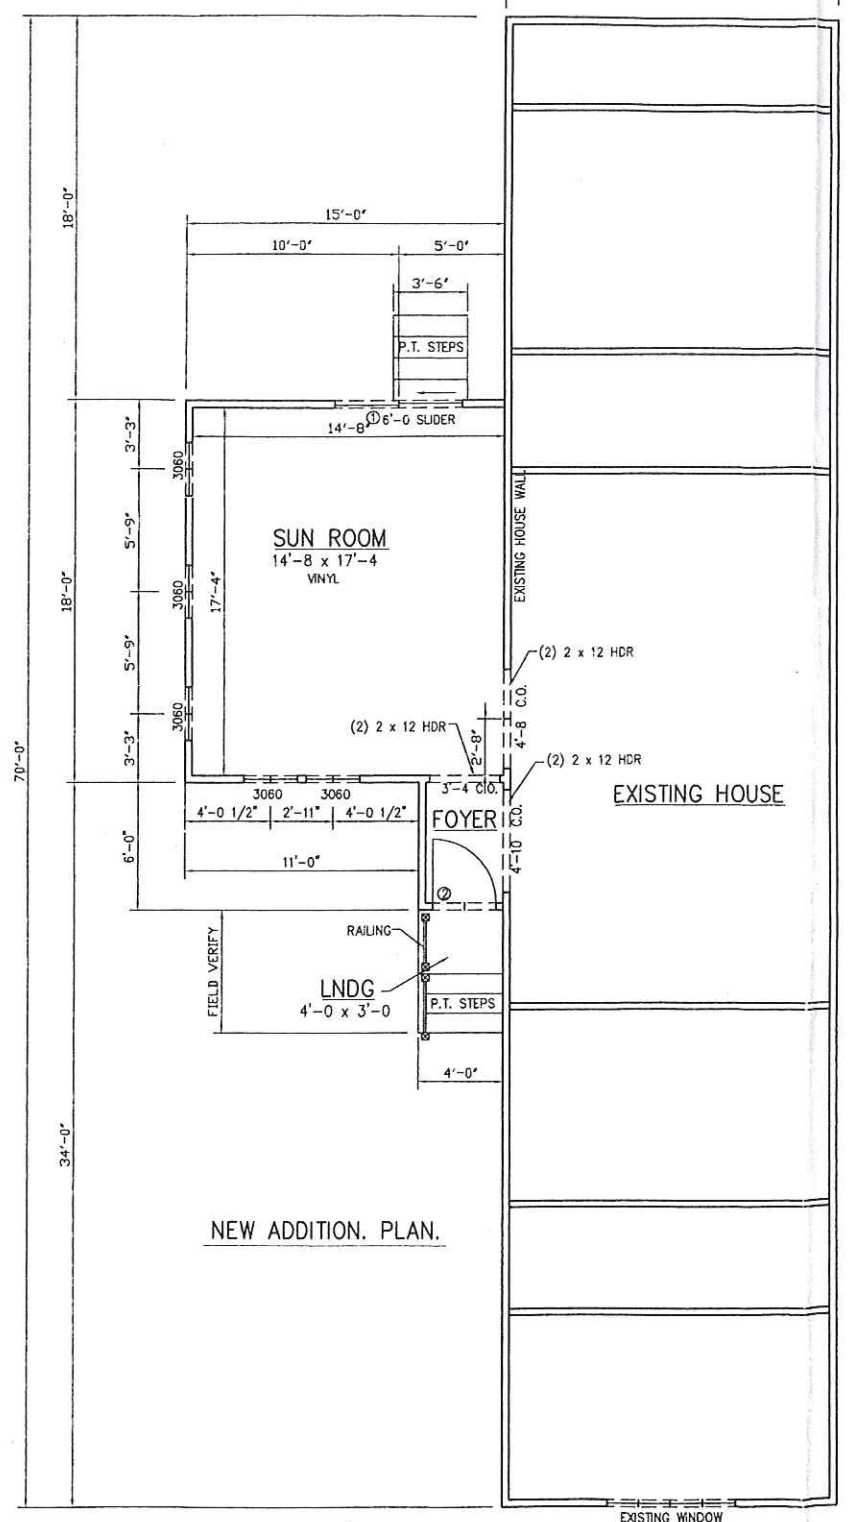 18'-0"
15'-0"
10'-0"
5'-0"
3'-6"
P.T. STEPS
① 6'-0 SLIDER
14'-8"
3'-3"
3060
5'-9"
SUN ROOM
14'-8 x 17'-4
VINYL
EXISTING HOUSE WALL
17'-4"
3060
18'-0"
5'-9"
(2) 2 x 12 HDR
4'-8 C.O.
3060
(2) 2 x 12 HDR
2'-8"
3'-3"
70'-0"
(2) 2 x 12 HDR
3'-4 C.O.
3060
3060
EXISTING HOUSE
4'-0 1/2"
2'-11"
4'-0 1/2"
FOYER
4'-10 C.O.
6'-0"
11'-0"
②
RAILING
FIELD VERIFY
LNDG
4'-0 x 3'-0
P.T. STEPS
4'-0"
34'-0"
NEW ADDITION. PLAN.
EXISTING WINDOW